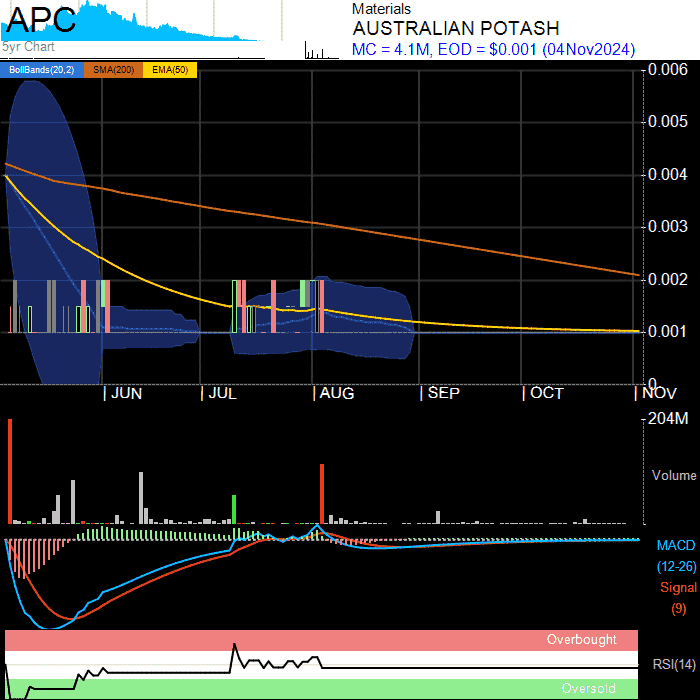 APC
5yr Chart
Materials
AUSTRALIAN POTASH
MC = 4.1M, EOD = $0.001 (04Nov2024)
BollBands(20,2) SMA(200) EMA(50)
0.006
0.005
0.004
0.003
0.002
0.001
0
JUN JUL AUG SEP OCT NOV
204M
Volume
MACD
(12-26)
Signal
(9)
Overbought
RSI(14)
Oversold